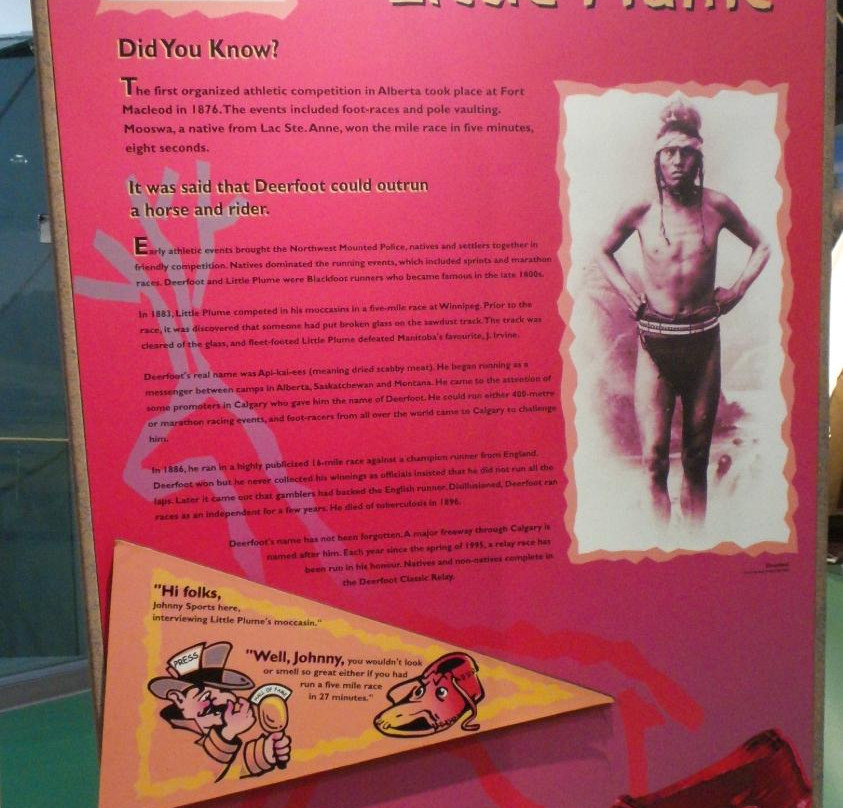 Little Plume
Did You Know?
The first organized athletic competition in Alberta took place at Fort
Macleod in 1876. The events included foot-races and pole vaulting.
Mooswa, a native from Lac Ste. Anne, won the mile race in five minutes,
eight seconds.
It was said that Deerfoot could outrun
a horse and rider.
Early athletic events brought the Northwest Mounted Police, natives and settlers together in
friendly competition. Natives dominated the running events, which included sprints and marathon
races. Deerfoot and Little Plume were Blackfoot runners who became famous in the late 1800s.
In 1883, Little Plume competed in his moccasins in a five-mile race at Winnipeg. Prior to the
race, it was discovered that someone had put broken glass on the sawdust track. The track was
cleared of the glass, and fleet-footed Little Plume defeated Manitoba's favourite, J. Irvine.
Deerfoot's real name was Api-kai-ees (meaning dried scabby meat). He began running as a
messenger between camps in Alberta, Saskatchewan and Montana. He came to the attention of
some promoters in Calgary who gave him the name of Deerfoot. He could run either 400-metre
or marathon racing events, and foot-racers from all over the world came to Calgary to challenge
him.
In 1886, he ran in a highly publicized 16-mile race against a champion runner from England.
Deerfoot won but he never collected his winnings as officials insisted that he did not run all the
laps. Later it came out that gamblers had backed the English runner. Disillusioned, Deerfoot ran
races as an independent for a few years. He died of tuberculosis in 1896.
Deerfoot's name has not been forgotten. A major freeway through Calgary is
named after him. Each year since the spring of 1995, a relay race has
been run in his honour. Natives and non-natives complete in
the Deerfoot Classic Relay.
Deerfoot
"Hi folks,
Johnny Sports here,
interviewing Little Plume's moccasin."
PRESS
HALL OF FAME
"Well, Johnny, you wouldn't look
or smell so great either if you had
run a five mile race
in 27 minutes."